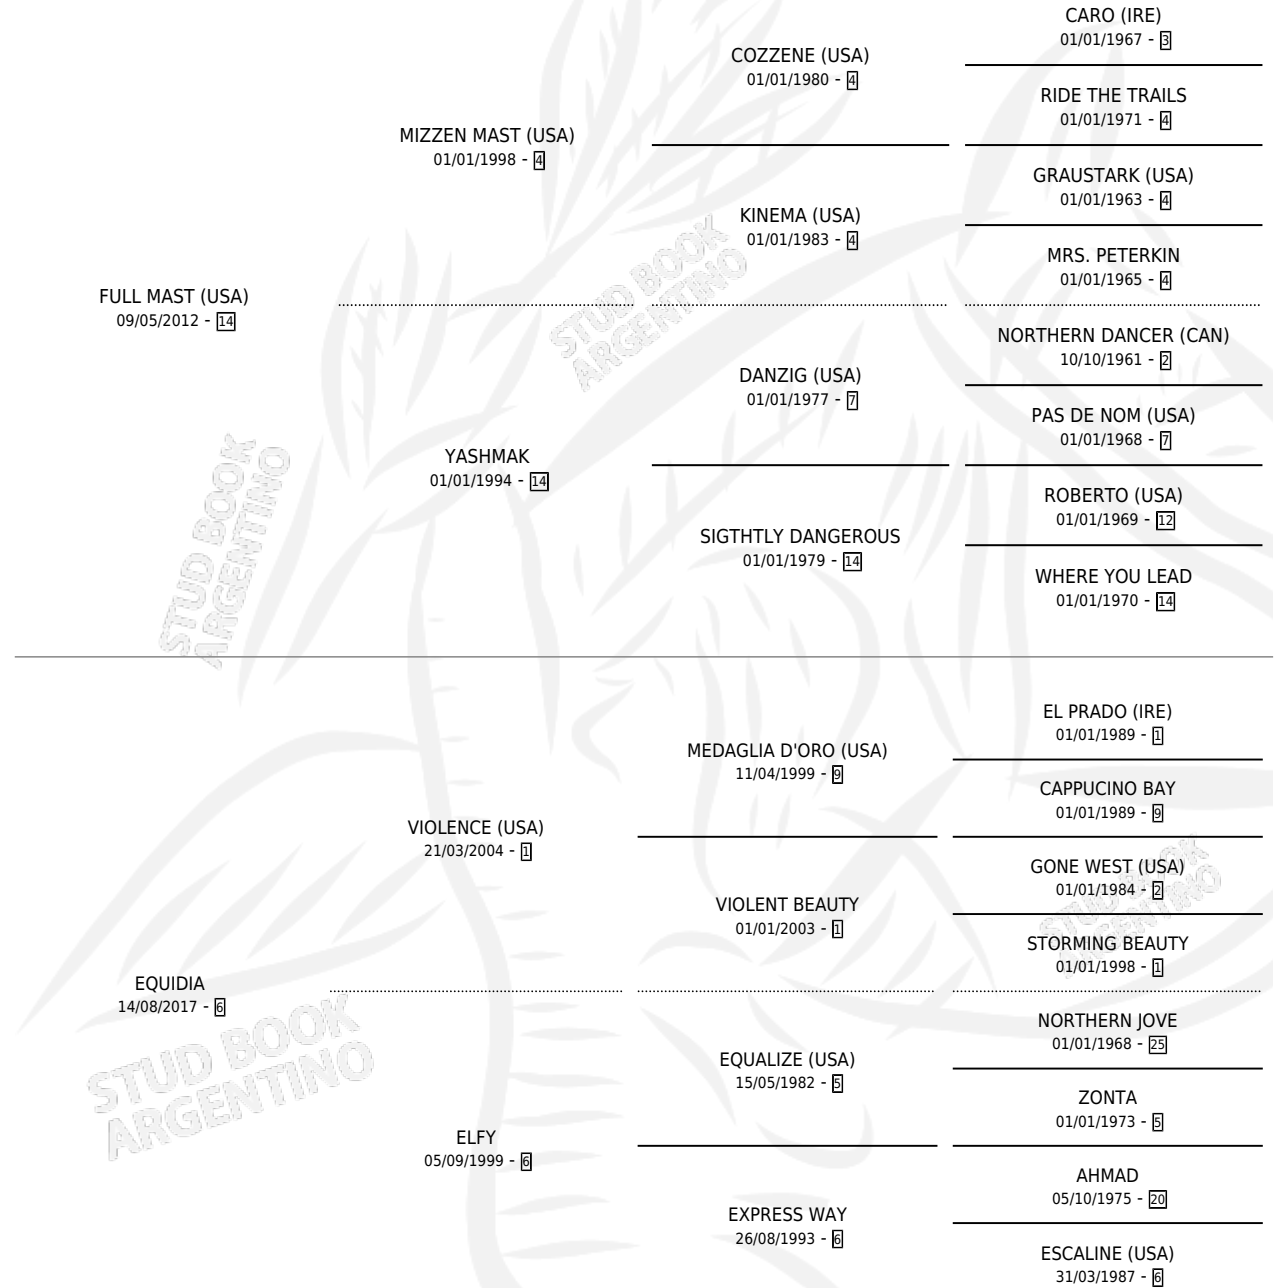 CARO (IRE)
01/01/1967 - 3
COZZENE (USA)
01/01/1980 - 4
RIDE THE TRAILS
01/01/1971 - 4
MIZZEN MAST (USA)
01/01/1998 - 4
GRAUSTARK (USA)
01/01/1963 - 4
KINEMA (USA)
01/01/1983 - 4
MRS. PETERKIN
01/01/1965 - 4
FULL MAST (USA)
09/05/2012 - 14
NORTHERN DANCER (CAN)
10/10/1961 - 2
DANZIG (USA)
01/01/1977 - 7
PAS DE NOM (USA)
01/01/1968 - 7
YASHMAK
01/01/1994 - 14
ROBERTO (USA)
01/01/1969 - 12
SIGTHTLY DANGEROUS
01/01/1979 - 14
WHERE YOU LEAD
01/01/1970 - 14
EL PRADO (IRE)
01/01/1989 - 1
MEDAGLIA D'ORO (USA)
11/04/1999 - 9
CAPPUCINO BAY
01/01/1989 - 9
VIOLENCE (USA)
21/03/2004 - 1
GONE WEST (USA)
01/01/1984 - 2
VIOLENT BEAUTY
01/01/2003 - 1
STORMING BEAUTY
01/01/1998 - 1
EQUIDIA
14/08/2017 - 6
NORTHERN JOVE
01/01/1968 - 25
EQUALIZE (USA)
15/05/1982 - 5
ZONTA
01/01/1973 - 5
ELFY
05/09/1999 - 6
AHMAD
05/10/1975 - 20
EXPRESS WAY
26/08/1993 - 6
ESCALINE (USA)
31/03/1987 - 6
STUD BOOK
ARGENTINO
STUD BOOK
ARGENTINO
STUD BOOK
ARGENTINO
STUD BOOK
ARGENTINO